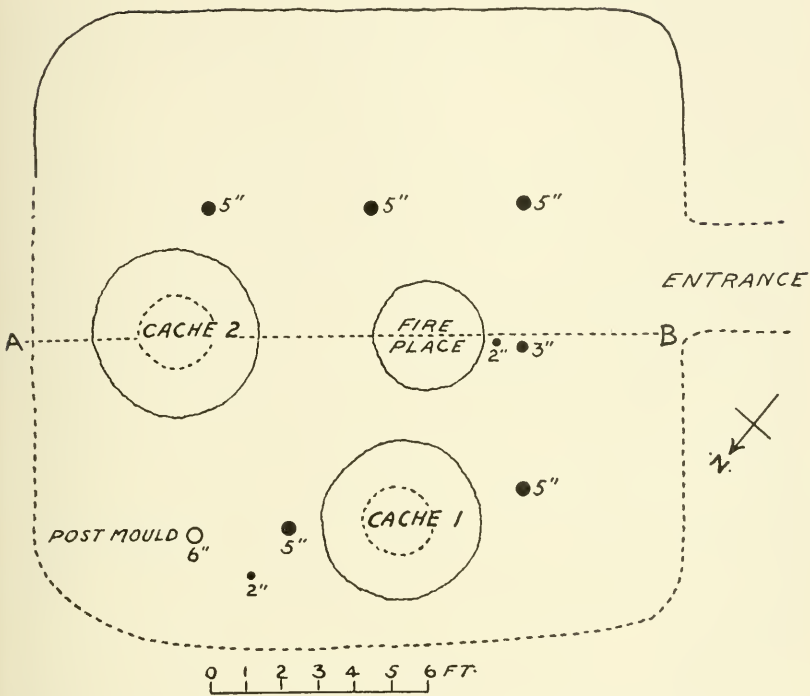 5" 5" 5"
ENTRANCE
CACHE 2
FIRE
PLACE
A B
2" 3"
N.
5"
CACHE 1
POST MOULD
6" 5"
2"
0 1 2 3 4 5 6 FT.